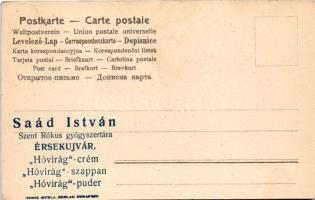 Postkarte — Carte postale
Weltpostverein — Union postale universelle
Levelező-Lap — Correspondenzkarte — Dopisnice
Karta korespondencyjna — Korespondenční lístek
Tarjeta postal — Briefkaart — Cartolina postale
Post card — Brefkort — Brevkort
Открытое-письмо — Дописна карта
Saád István
Szent Rókus gyógyszertára
ÉRSEKUJVÁR.
„Hóvirág"-crém
„Hóvirág"-szappan
„Hóvirág"-puder